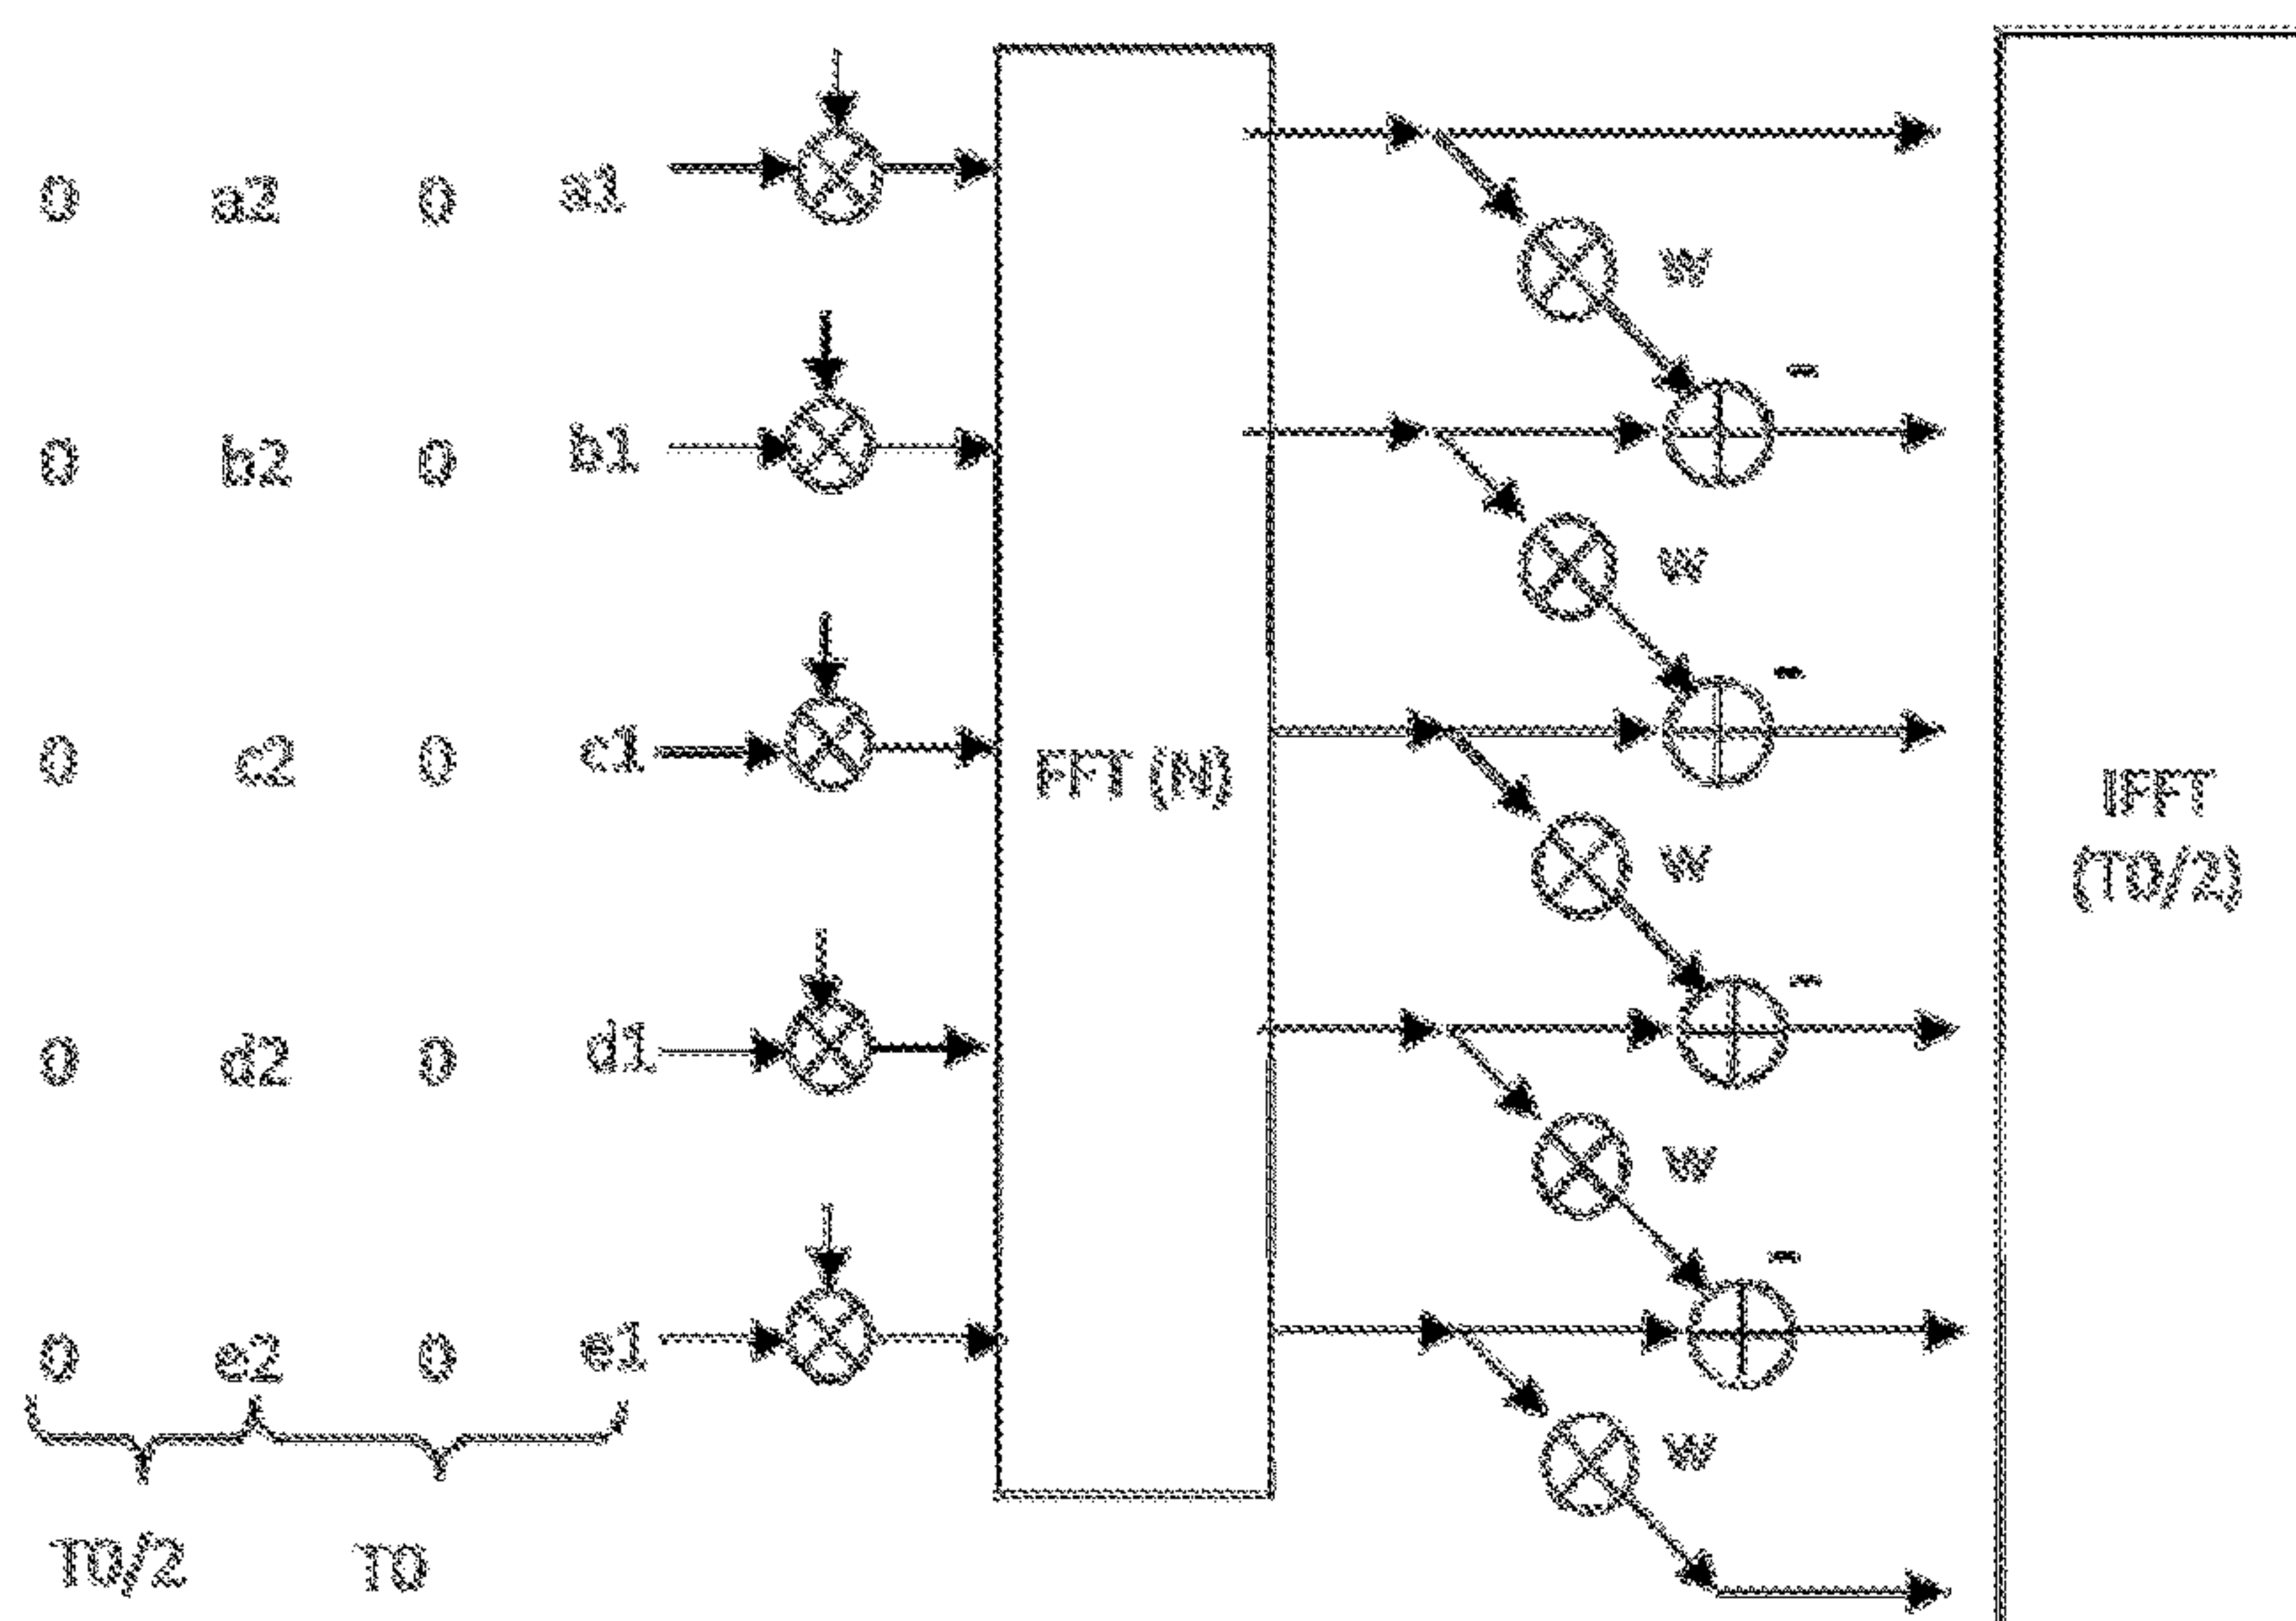 0 a2 0 a1
w
-
0 b2 0 b1
w
-
0 c2 0 c1
FFT (N)
IFFT
(T0/2)
w
-
0 d2 0 d1
w
-
0 e2 0 e1
w
T0/2 T0